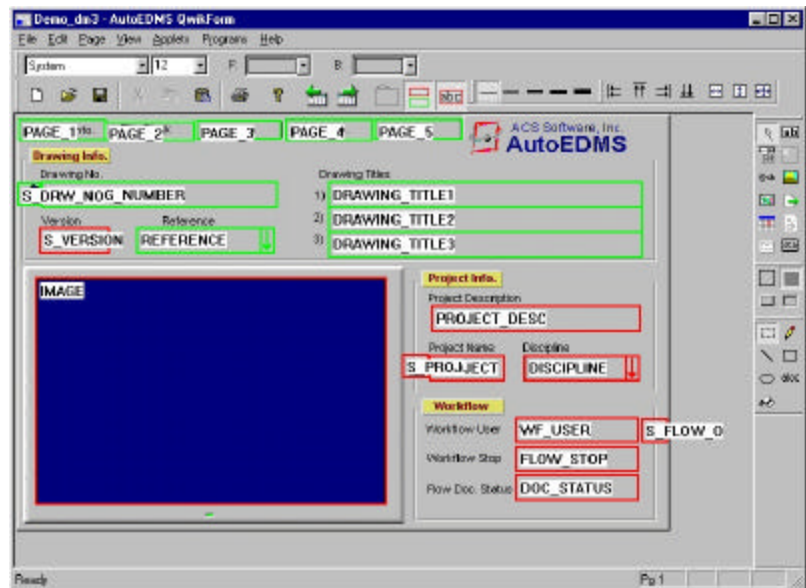 Demo_dm3 - AutoEDMS QwikForm
File Edit Page View Applets Programs Help
System 12 F: B:
abc
PAGE_1 PAGE_2 PAGE_3 PAGE_4 PAGE_5
ACS Software, Inc.
AutoEDMS
Drawing Info.
Drawing No. Drawing Titles
S_DRW_NOG_NUMBER 1) DRAWING_TITLE1
Version Reference 2) DRAWING_TITLE2
S_VERSION REFERENCE 3) DRAWING_TITLE3
IMAGE
Project Info.
Project Description
PROJECT_DESC
Project Name Discipline
S_PROJJECT DISCIPLINE
Workflow
Workflow User WF_USER S_FLOW_O
Workflow Stop FLOW_STOP
Flow Doc. Status DOC_STATUS
Ready Pg 1